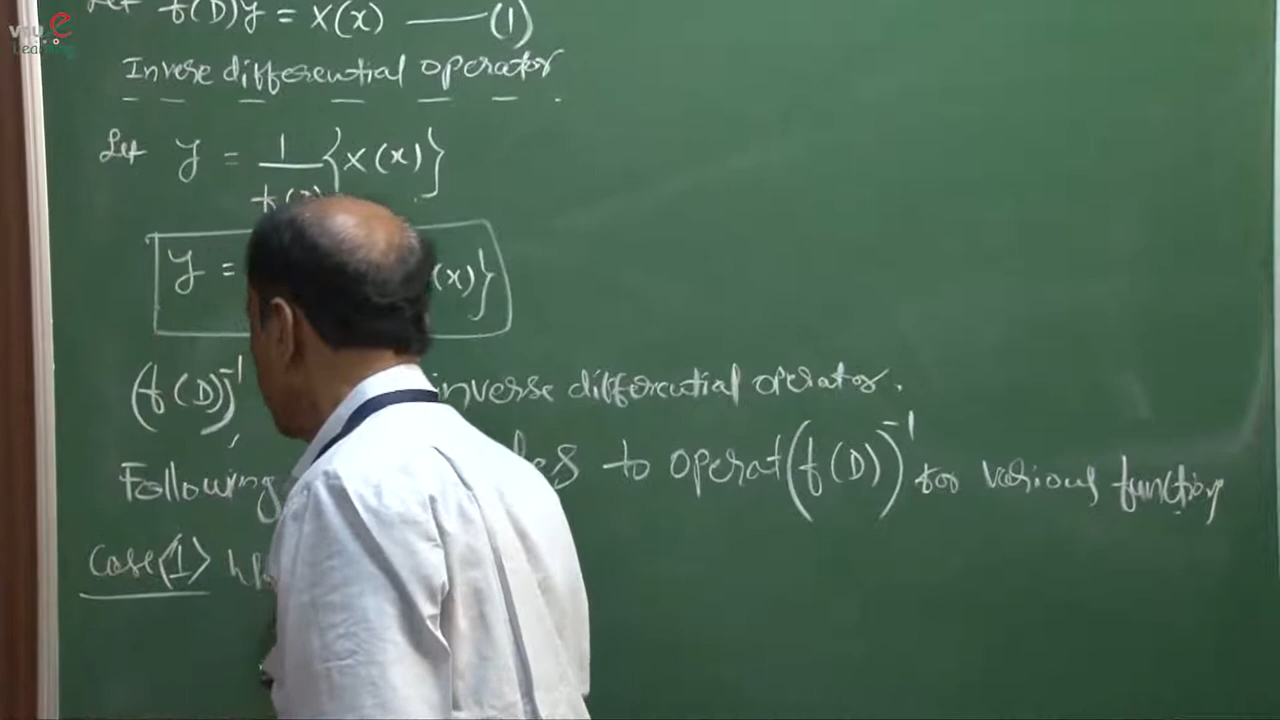 Let f(D)y = X(x) —— (1)
Inverse differential operator
Let y = 1/f(D) {X(x)}
y = (x)}
(f(D))⁻¹ inverse differential operator.
Following to operat (f(D))⁻¹ for various function
Case(1)